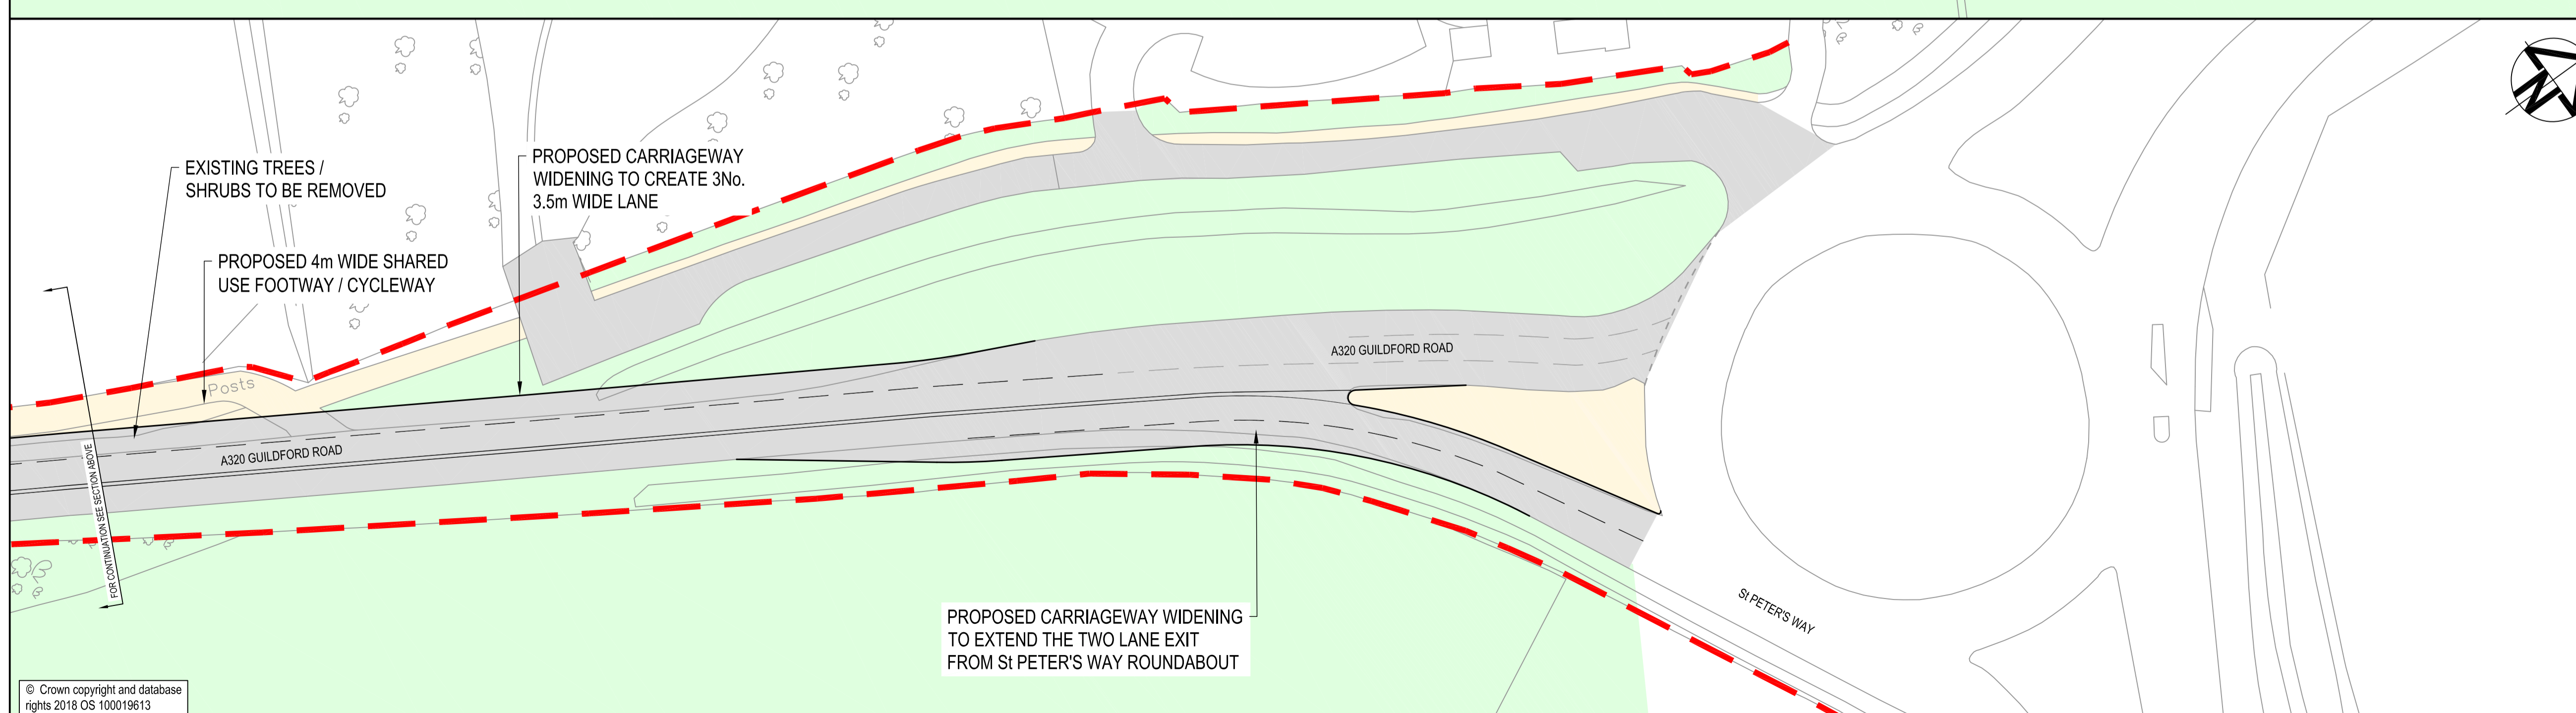 EXISTING TREES /
SHRUBS TO BE REMOVED
PROPOSED CARRIAGEWAY
WIDENING TO CREATE 3No.
3.5m WIDE LANE
PROPOSED 4m WIDE SHARED
USE FOOTWAY / CYCLEWAY
Posts
A320 GUILDFORD ROAD
A320 GUILDFORD ROAD
FOR CONTINUATION SEE SECTION ABOVE
PROPOSED CARRIAGEWAY WIDENING
TO EXTEND THE TWO LANE EXIT
FROM St PETER'S WAY ROUNDABOUT
St PETER'S WAY
N
© Crown copyright and database
rights 2018 OS 100019613